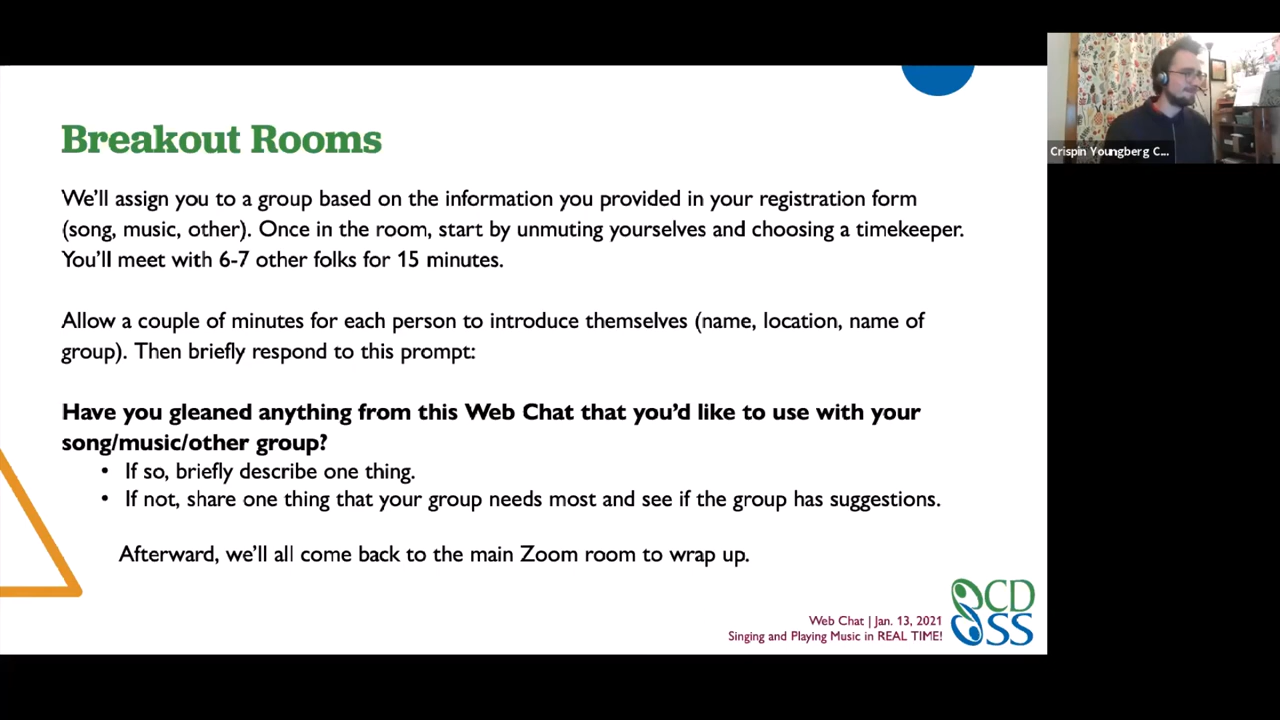 Breakout Rooms
We'll assign you to a group based on the information you provided in your registration form
(song, music, other). Once in the room, start by unmuting yourselves and choosing a timekeeper.
You'll meet with 6-7 other folks for 15 minutes.
Allow a couple of minutes for each person to introduce themselves (name, location, name of
group). Then briefly respond to this prompt:
Have you gleaned anything from this Web Chat that you'd like to use with your
song/music/other group?
• If so, briefly describe one thing.
• If not, share one thing that your group needs most and see if the group has suggestions.
Afterward, we'll all come back to the main Zoom room to wrap up.
Web Chat | Jan. 13, 2021
Singing and Playing Music in REAL TIME!
CD
SS
Crispin Youngberg C...